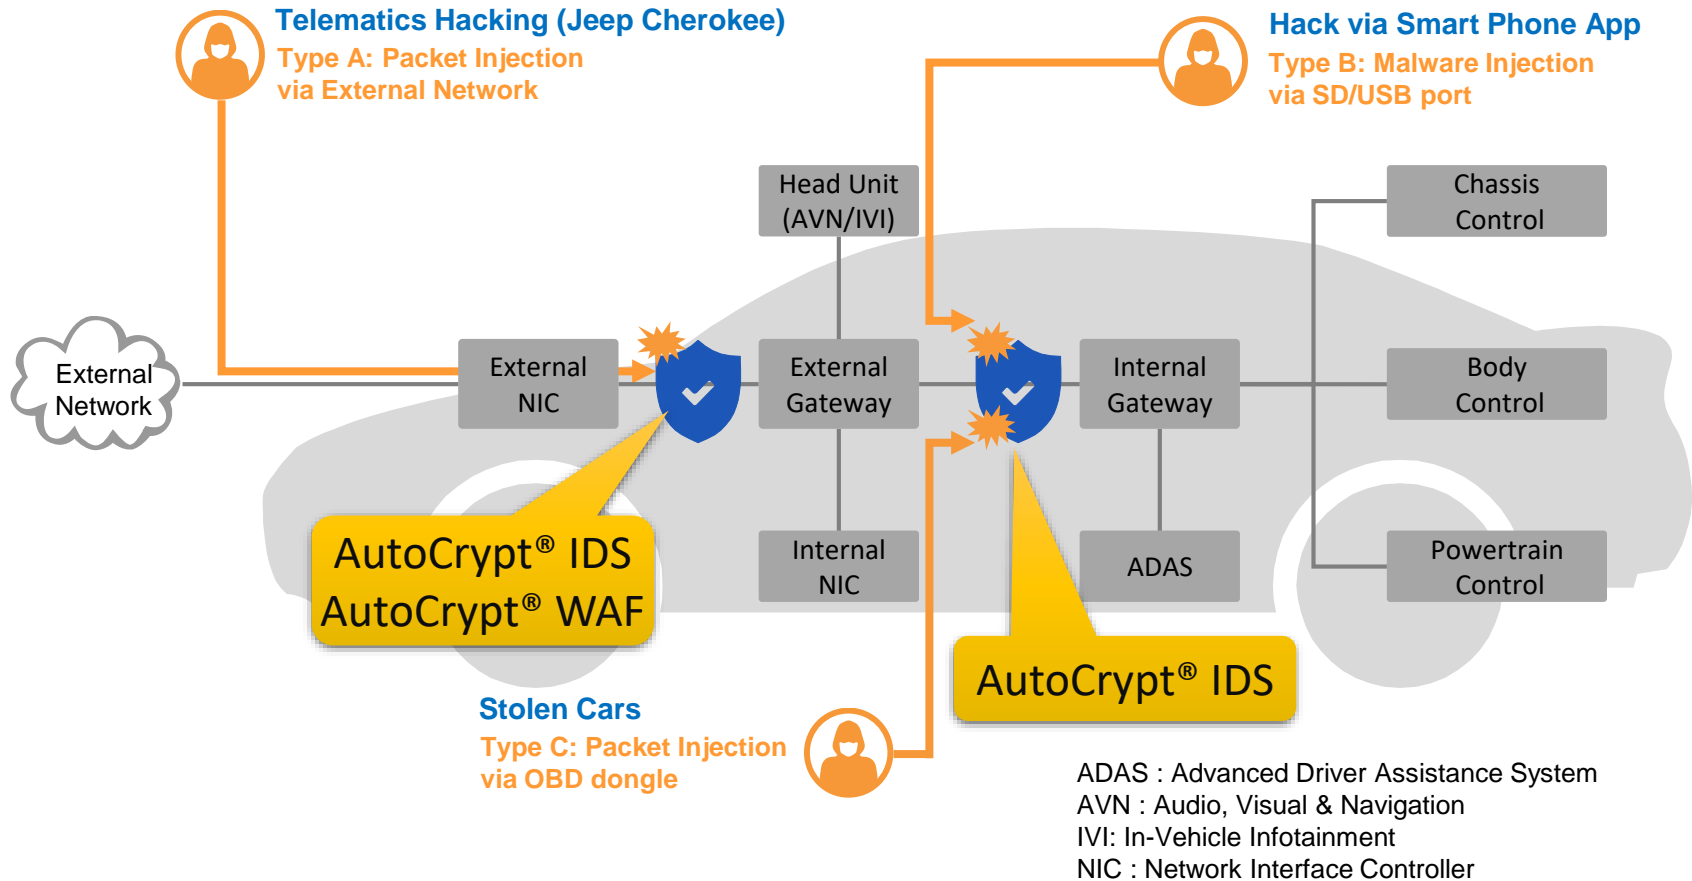 Telematics Hacking (Jeep Cherokee)
Type A: Packet Injection
via External Network
Hack via Smart Phone App
Type B: Malware Injection
via SD/USB port
Head Unit
(AVN/IVI)
Chassis
Control
External
Network
External
NIC
External
Gateway
Internal
Gateway
Body
Control
AutoCrypt® IDS
AutoCrypt® WAF
Internal
NIC
ADAS
Powertrain
Control
AutoCrypt® IDS
Stolen Cars
Type C: Packet Injection
via OBD dongle
ADAS : Advanced Driver Assistance System
AVN : Audio, Visual & Navigation
IVI: In-Vehicle Infotainment
NIC : Network Interface Controller